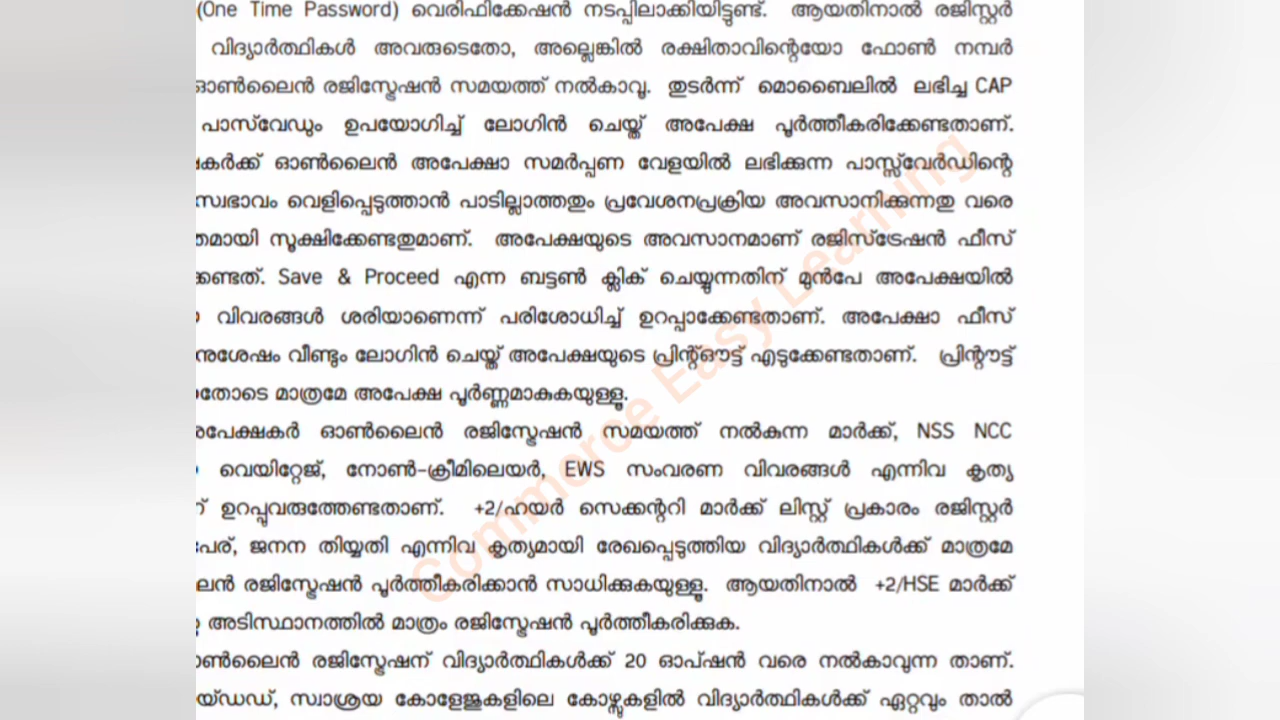 (One Time Password) വെരിഫിക്കേഷൻ നടപ്പിലാക്കിയിട്ടുണ്ട്. ആയതിനാൽ രജിസ്റ്റർ
വിദ്യാർത്ഥികൾ അവരുടെതോ, അല്ലെങ്കിൽ രക്ഷിതാവിന്റെയോ ഫോൺ നമ്പർ
ഓൺലൈൻ രജിസ്ട്രേഷൻ സമയത്ത് നൽകാവൂ. തുടർന്ന് മൊബൈലിൽ ലഭിച്ച CAP
പാസ്‌വേഡും ഉപയോഗിച്ച് ലോഗിൻ ചെയ്ത് അപേക്ഷ പൂർത്തീകരിക്കേണ്ടതാണ്.
കർക്ക് ഓൺലൈൻ അപേക്ഷാ സമർപ്പണ വേളയിൽ ലഭിക്കുന്ന പാസ്സ്‌വേർഡിന്റെ
സ്വഭാവം വെളിപ്പെടുത്താൻ പാടില്ലാത്തതും പ്രവേശനപ്രക്രിയ അവസാനിക്കുന്നതു വരെ
തമായി സൂക്ഷിക്കേണ്ടതുമാണ്. അപേക്ഷയുടെ അവസാനമാണ് രജിസ്ട്രേഷൻ ഫീസ്
ക്കേണ്ടത്. Save & Proceed എന്ന ബട്ടൺ ക്ലിക് ചെയ്യുന്നതിന് മുൻപേ അപേക്ഷയിൽ
വിവരങ്ങൾ ശരിയാണെന്ന് പരിശോധിച്ച് ഉറപ്പാക്കേണ്ടതാണ്. അപേക്ഷാ ഫീസ്
നുശേഷം വീണ്ടും ലോഗിൻ ചെയ്ത് അപേക്ഷയുടെ പ്രിന്റ്ഔട്ട് എടുക്കേണ്ടതാണ്. പ്രിന്റൗട്ട്
തോടെ മാത്രമേ അപേക്ഷ പൂർണ്ണമാകുകയുള്ളൂ.
അപേക്ഷകർ ഓൺലൈൻ രജിസ്ട്രേഷൻ സമയത്ത് നൽകുന്ന മാർക്ക്, NSS NCC
വെയിറ്റേജ്, നോൺ-ക്രീമിലെയർ, EWS സംവരണ വിവരങ്ങൾ എന്നിവ കൃത്യ
ഉറപ്പുവരുത്തേണ്ടതാണ്. +2/ഹയർ സെക്കന്ററി മാർക്ക് ലിസ്റ്റ് പ്രകാരം രജിസ്റ്റർ
പേര്, ജനന തിയ്യതി എന്നിവ കൃത്യമായി രേഖപ്പെടുത്തിയ വിദ്യാർത്ഥികൾക്ക് മാത്രമേ
ലൻ രജിസ്ട്രേഷൻ പൂർത്തീകരിക്കാൻ സാധിക്കുകയുള്ളൂ. ആയതിനാൽ +2/HSE മാർക്ക്
അടിസ്ഥാനത്തിൽ മാത്രം രജിസ്ട്രേഷൻ പൂർത്തീകരിക്കുക.
ഓൺലൈൻ രജിസ്ട്രേഷന് വിദ്യാർത്ഥികൾക്ക് 20 ഓപ്ഷൻ വരെ നൽകാവുന്ന താണ്.
യ്ഡഡ്, സ്വാശ്രയ കോളേജുകളിലെ കോഴ്സുകളിൽ വിദ്യാർത്ഥികൾക്ക് ഏറ്റവും താൽ
Commerce Easy Learning